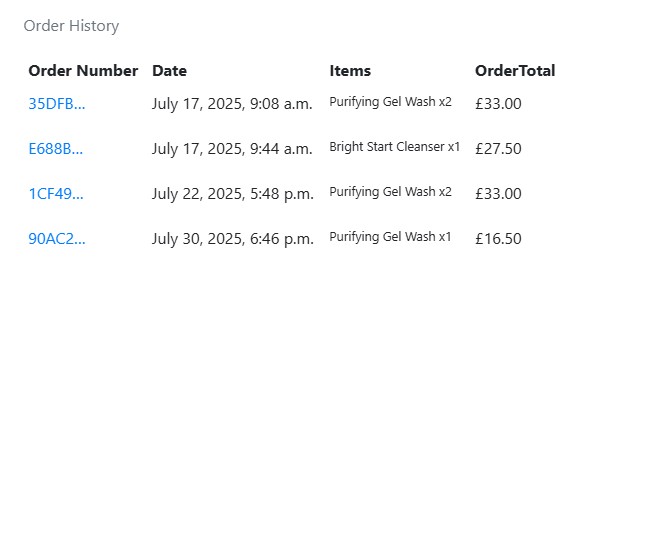 Order History
Order Number Date Items OrderTotal
35DFB... July 17, 2025, 9:08 a.m. Purifying Gel Wash x2 £33.00
E688B... July 17, 2025, 9:44 a.m. Bright Start Cleanser x1 £27.50
1CF49... July 22, 2025, 5:48 p.m. Purifying Gel Wash x2 £33.00
90AC2... July 30, 2025, 6:46 p.m. Purifying Gel Wash x1 £16.50